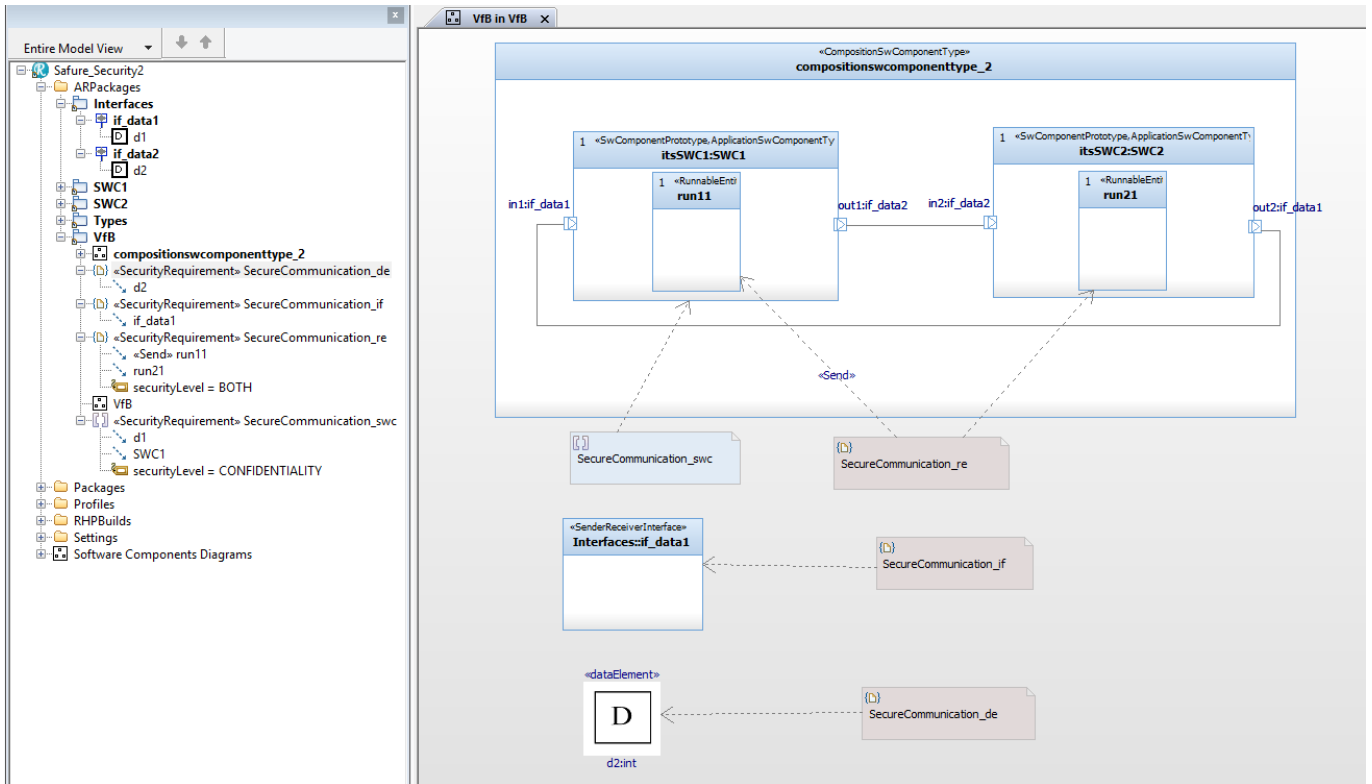 Entire Model View
Safure_Security2
ARPackages
Interfaces
if_data1
D d1
if_data2
D d2
SWC1
SWC2
Types
VfB
compositionswcomponenttype_2
«SecurityRequirement» SecureCommunication_de
d2
«SecurityRequirement» SecureCommunication_if
if_data1
«SecurityRequirement» SecureCommunication_re
«Send» run11
run21
securityLevel = BOTH
VfB
«SecurityRequirement» SecureCommunication_swc
d1
SWC1
securityLevel = CONFIDENTIALITY
Packages
Profiles
RHPBuilds
Settings
Software Components Diagrams
VfB in VfB
«CompositionSwComponentType»
compositionswcomponenttype_2
1 «SwComponentPrototype,ApplicationSwComponentTy
itsSWC1:SWC1
1 «RunnableEnti
run11
in1:if_data1
out1:if_data2
1 «SwComponentPrototype,ApplicationSwComponentT
itsSWC2:SWC2
1 «RunnableEnti
run21
in2:if_data2
out2:if_data1
«Send»
SecureCommunication_swc
SecureCommunication_re
«SenderReceiverInterface»
Interfaces::if_data1
SecureCommunication_if
«dataElement»
D
d2:int
SecureCommunication_de